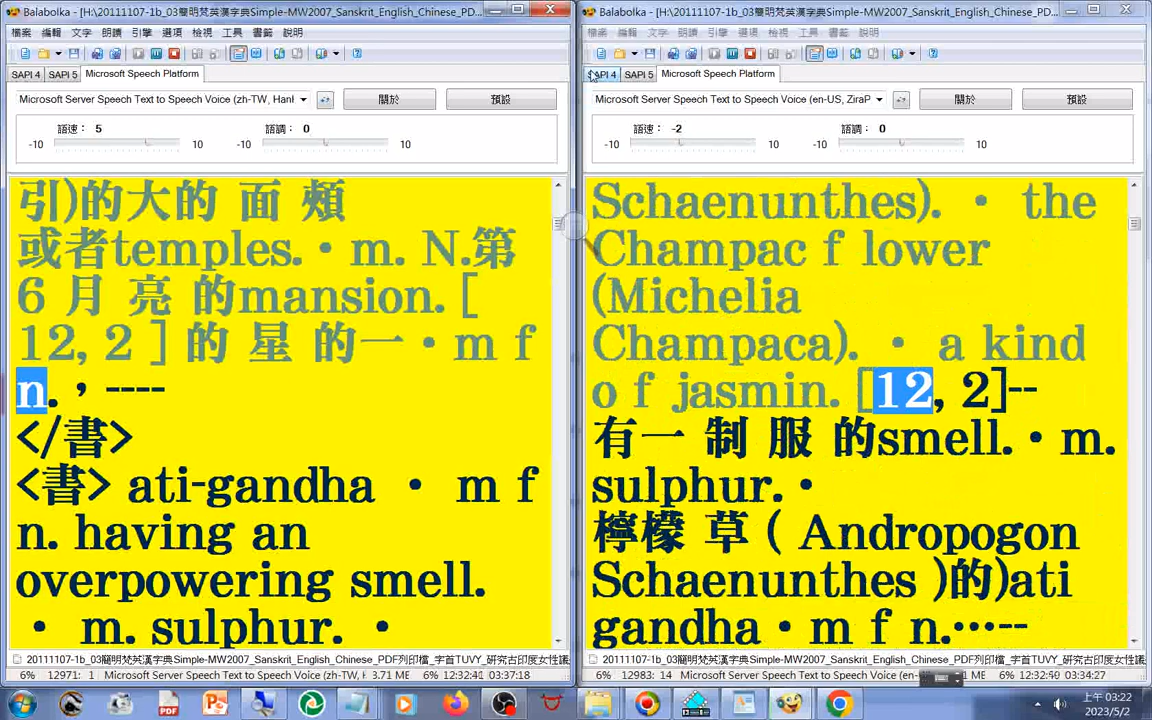 Balabolka - [H:\20111107-1b_03簡明梵英漢字典Simple-MW2007_Sanskrit_English_Chinese_PD...
檔案 編輯 文字 朗讀 引擎 選項 檢視 工具 書籤 說明
SAPI 4 SAPI 5 Microsoft Speech Platform
Microsoft Server Speech Text to Speech Voice (zh-TW, Hanl 關於 預設
語速: 5 語調: 0
-10 10 -10 10
引)的大的 面 頰
或者temples.·m. N.第
6 月 亮 的mansion. [
12, 2 ] 的 星 的一·m f
n.,----
</書>
<書> ati-gandha · m f
n. having an
overpowering smell.
· m. sulphur. ·
20111107-1b_03簡明梵英漢字典Simple-MW2007_Sanskrit_English_Chinese_PDF列印檔_字首TUVY_研究古印度女性議
6% 12971: 1 Microsoft Server Speech Text to Speech Voice (zh-TW, H 3.71 ME 6% 12:32:40 03:37:18
Balabolka - [H:\20111107-1b_03簡明梵英漢字典Simple-MW2007_Sanskrit_English_Chinese_PDF...
檔案 編輯 文字 朗讀 引擎 選項 檢視 工具 書籤 說明
SAPI 4 SAPI 5 Microsoft Speech Platform
Microsoft Server Speech Text to Speech Voice (en-US, ZiraP 關於 預設
語速: -2 語調: 0
-10 10 -10 10
Schaenunthes). · the
Champac f lower
(Michelia
Champaca). · a kind
o f jasmin. [12, 2]--
有一 制 服 的smell.·m.
sulphur.·
檸檬 草 ( Andropogon
Schaenunthes )的)ati
gandha·m f n.…--
20111107-1b_03簡明梵英漢字典Simple-MW2007_Sanskrit_English_Chinese_PDF列印檔_字首TUVY_研究古印度女性議
6% 12983: 14 Microsoft Server Speech Text to Speech Voice (en-U ME 6% 12:32:50 03:34:27
上午 03:22
2023/5/2